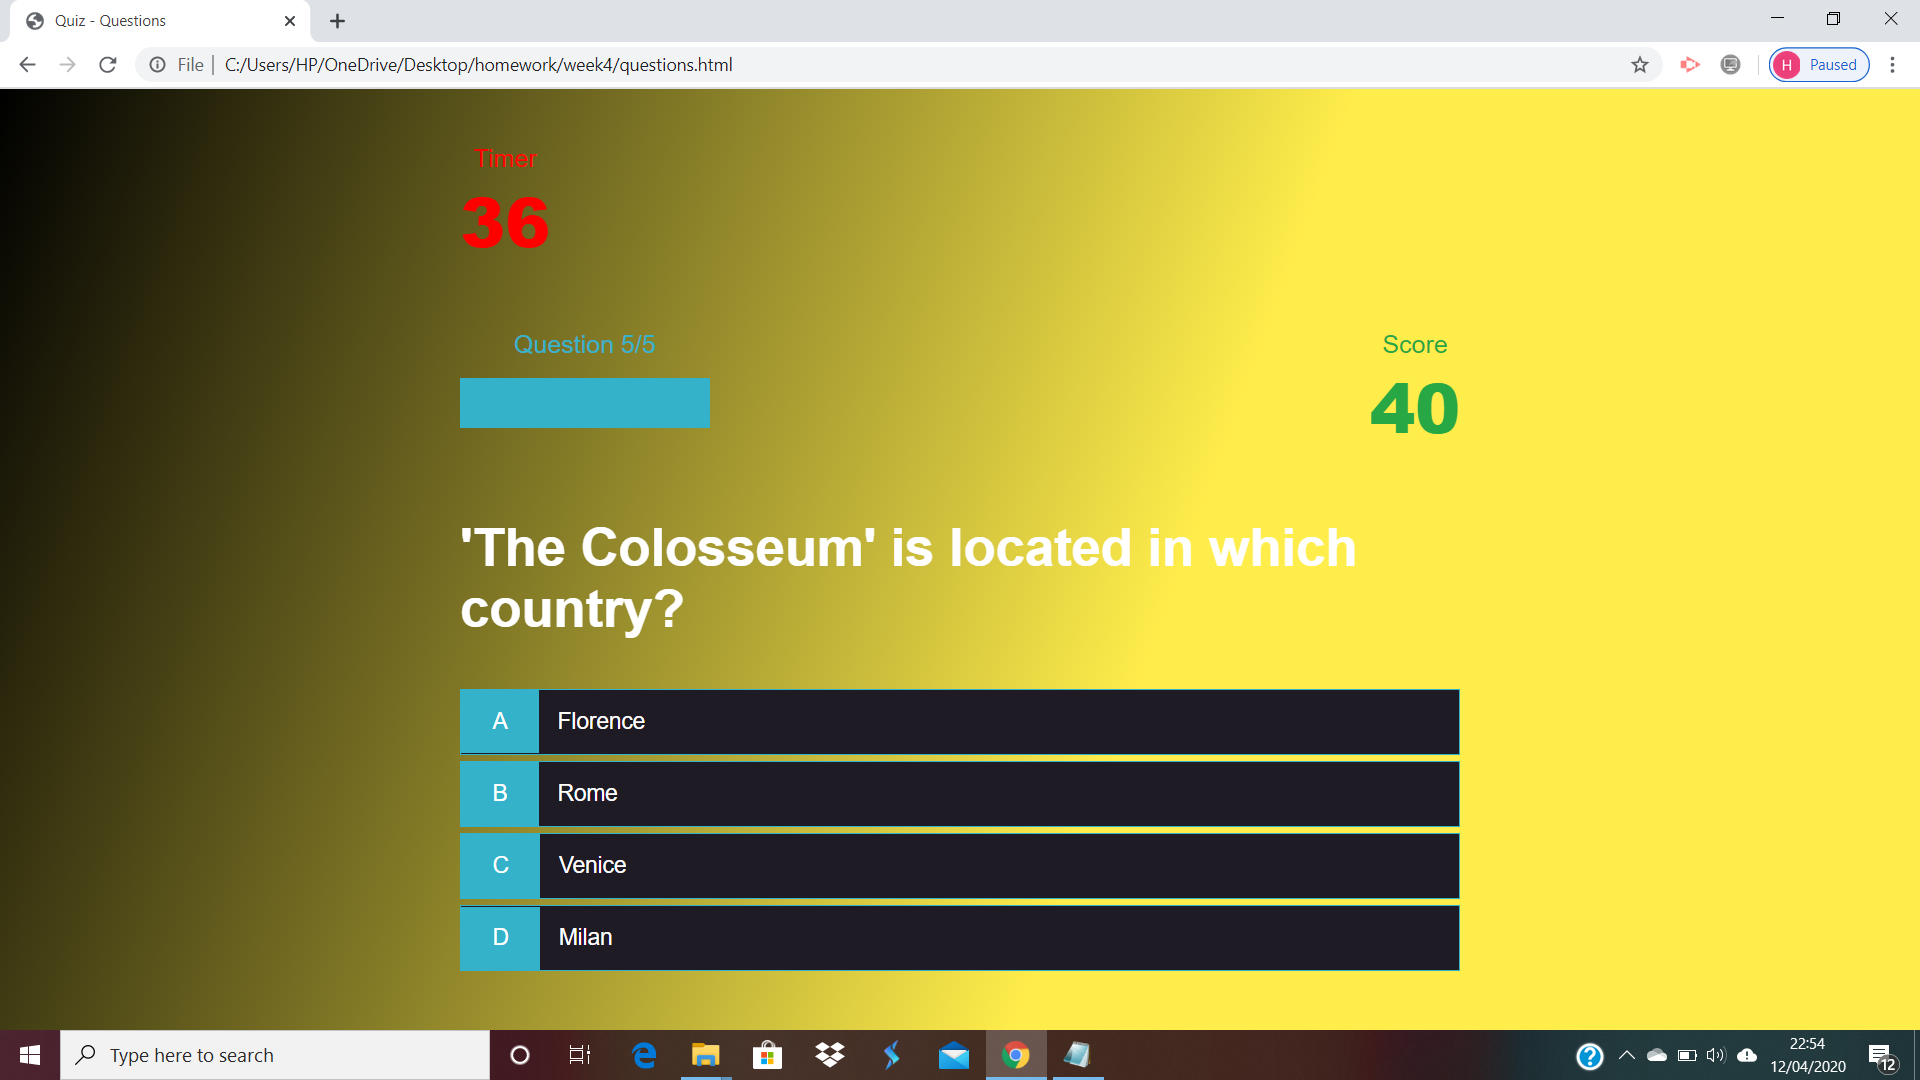 Quiz - Questions
File C:/Users/HP/OneDrive/Desktop/homework/week4/questions.html
H Paused
Timer
36
Question 5/5
Score
40
'The Colosseum' is located in which
country?
A Florence
B Rome
C Venice
D Milan
Type here to search
22:54
12/04/2020
12